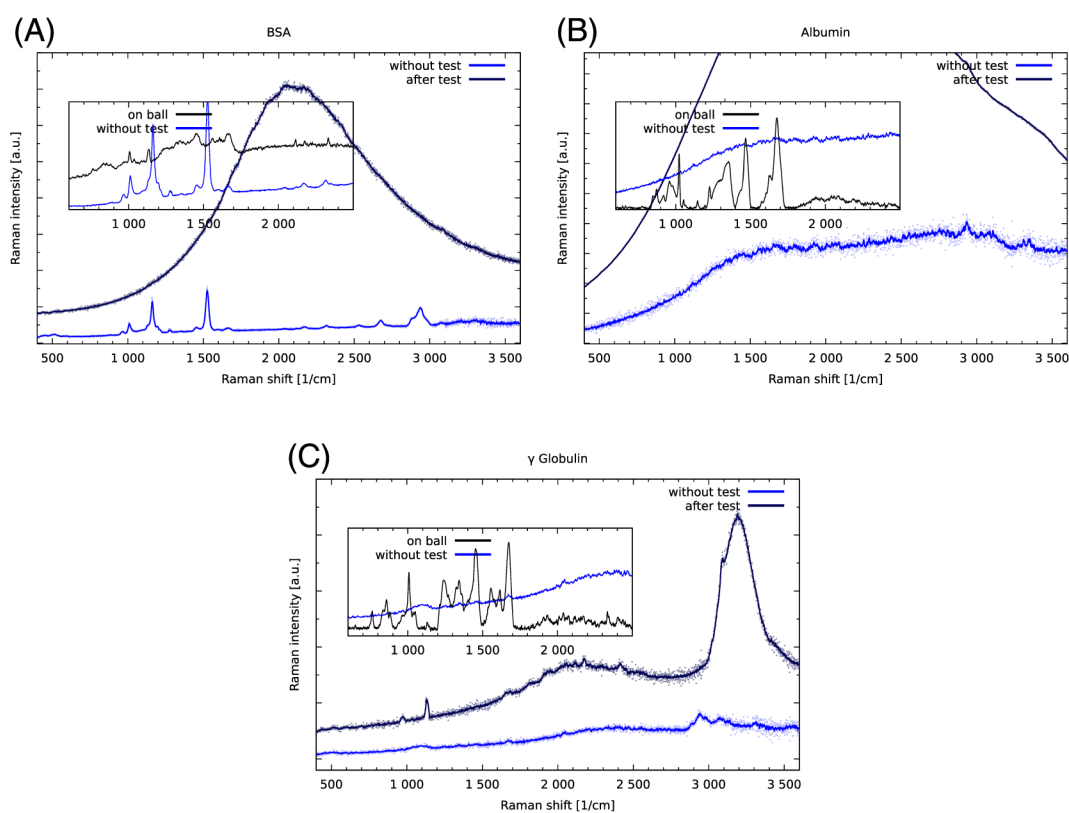 (A)
BSA
without test
after test
on ball
without test
1 000 1 500 2 000
Raman intensity [a.u.]
500 1 000 1 500 2 000 2 500 3 000 3 500
Raman shift [1/cm]
(B)
Albumin
without test
after test
on ball
without test
1 000 1 500 2 000
Raman intensity [a.u.]
500 1 000 1 500 2 000 2 500 3 000 3 500
Raman shift [1/cm]
(C)
γ Globulin
without test
after test
on ball
without test
1 000 1 500 2 000
Raman intensity [a.u.]
500 1 000 1 500 2 000 2 500 3 000 3 500
Raman shift [1/cm]